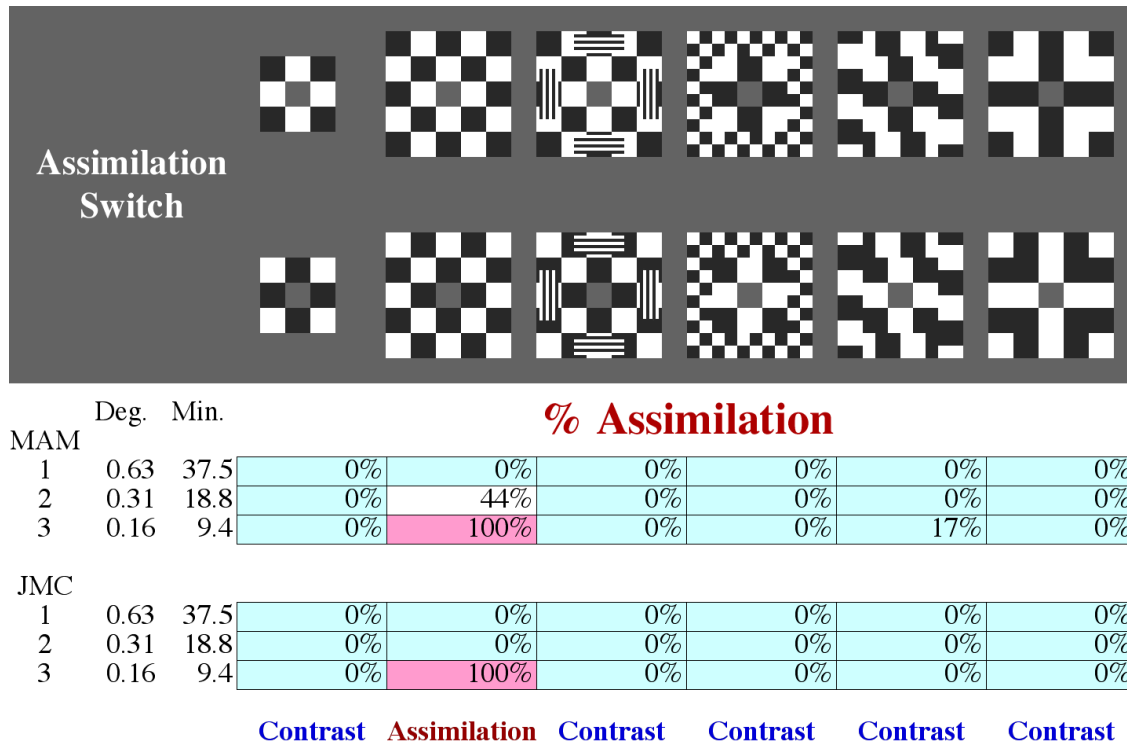 Assimilation
Switch
Deg. Min. % Assimilation
MAM
1 0.63 37.5 0% 0% 0% 0% 0% 0%
2 0.31 18.8 0% 44% 0% 0% 0% 0%
3 0.16 9.4 0% 100% 0% 0% 17% 0%
JMC
1 0.63 37.5 0% 0% 0% 0% 0% 0%
2 0.31 18.8 0% 0% 0% 0% 0% 0%
3 0.16 9.4 0% 100% 0% 0% 0% 0%
Contrast Assimilation Contrast Contrast Contrast Contrast